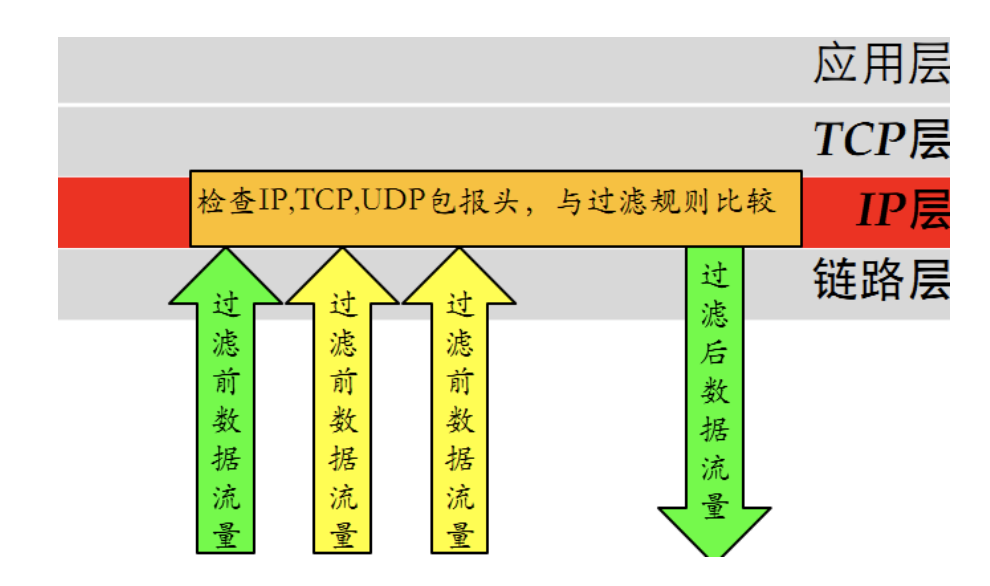 应用层
TCP层
检查IP,TCP,UDP包报头，与过滤规则比较
IP层
链路层
过滤前数据流量
过滤前数据流量
过滤前数据流量
过滤后数据流量